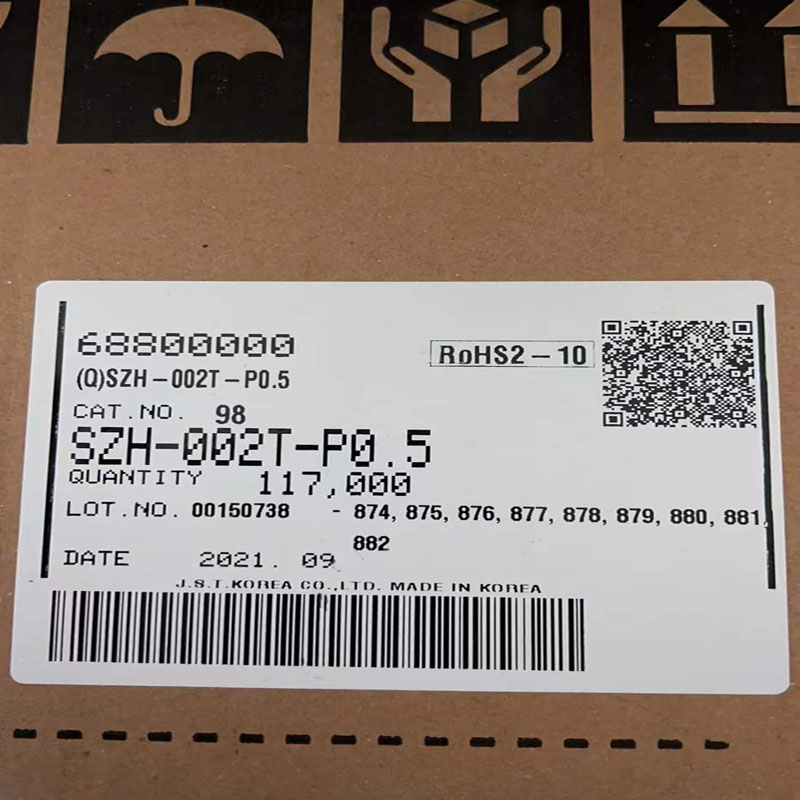 68800000
RoHS2-10
(Q)SZH-002T-P0.5
CAT.NO. 98
SZH-002T-P0.5
QUANTITY 117,000
LOT.NO. 00150738 - 874, 875, 876, 877, 878, 879, 880, 881,
882
DATE 2021. 09
J.S.T.KOREA CO.,LTD. MADE IN KOREA